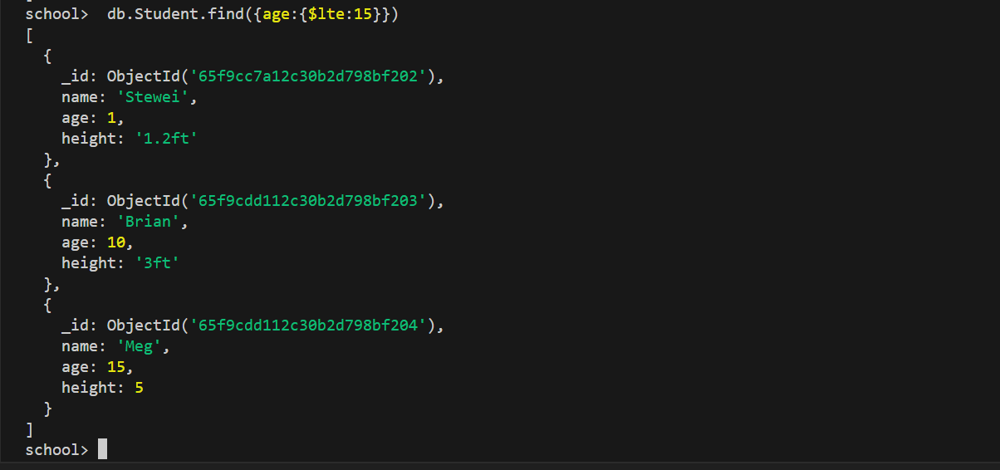 school>  db.Student.find({age:{$lte:15}})
[
  {
    _id: ObjectId('65f9cc7a12c30b2d798bf202'),
    name: 'Stewei',
    age: 1,
    height: '1.2ft'
  },
  {
    _id: ObjectId('65f9cdd112c30b2d798bf203'),
    name: 'Brian',
    age: 10,
    height: '3ft'
  },
  {
    _id: ObjectId('65f9cdd112c30b2d798bf204'),
    name: 'Meg',
    age: 15,
    height: 5
  }
]
school>